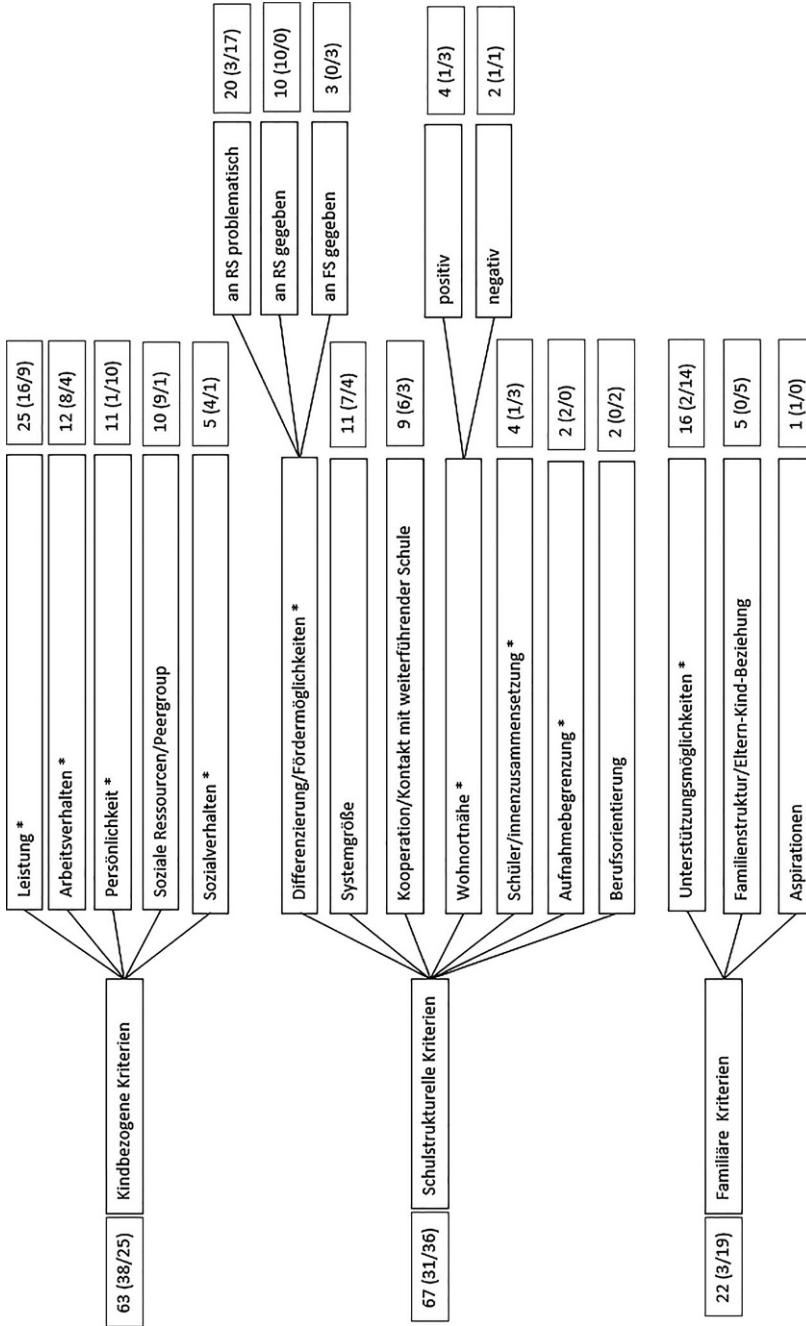 63 (38/25)
Kindbezogene Kriterien
Leistung *
25 (16/9)
Arbeitsverhalten *
12 (8/4)
Persönlichkeit *
11 (1/10)
Soziale Ressourcen/Peergroup
10 (9/1)
Sozialverhalten *
5 (4/1)
67 (31/36)
Schulstrukturelle Kriterien
Differenzierung/Fördermöglichkeiten *
an RS problematisch
20 (3/17)
an RS gegeben
10 (10/0)
an FS gegeben
3 (0/3)
Systemgröße
11 (7/4)
Kooperation/Kontakt mit weiterführender Schule
9 (6/3)
Wohnortnähe *
positiv
4 (1/3)
negativ
2 (1/1)
Schüler/innenzusammensetzung *
4 (1/3)
Aufnahmebegrenzung *
2 (2/0)
Berufsorientierung
2 (0/2)
22 (3/19)
Familiäre Kriterien
Unterstützungsmöglichkeiten *
16 (2/14)
Familienstruktur/Eltern-Kind-Beziehung
5 (0/5)
Aspirationen
1 (1/0)